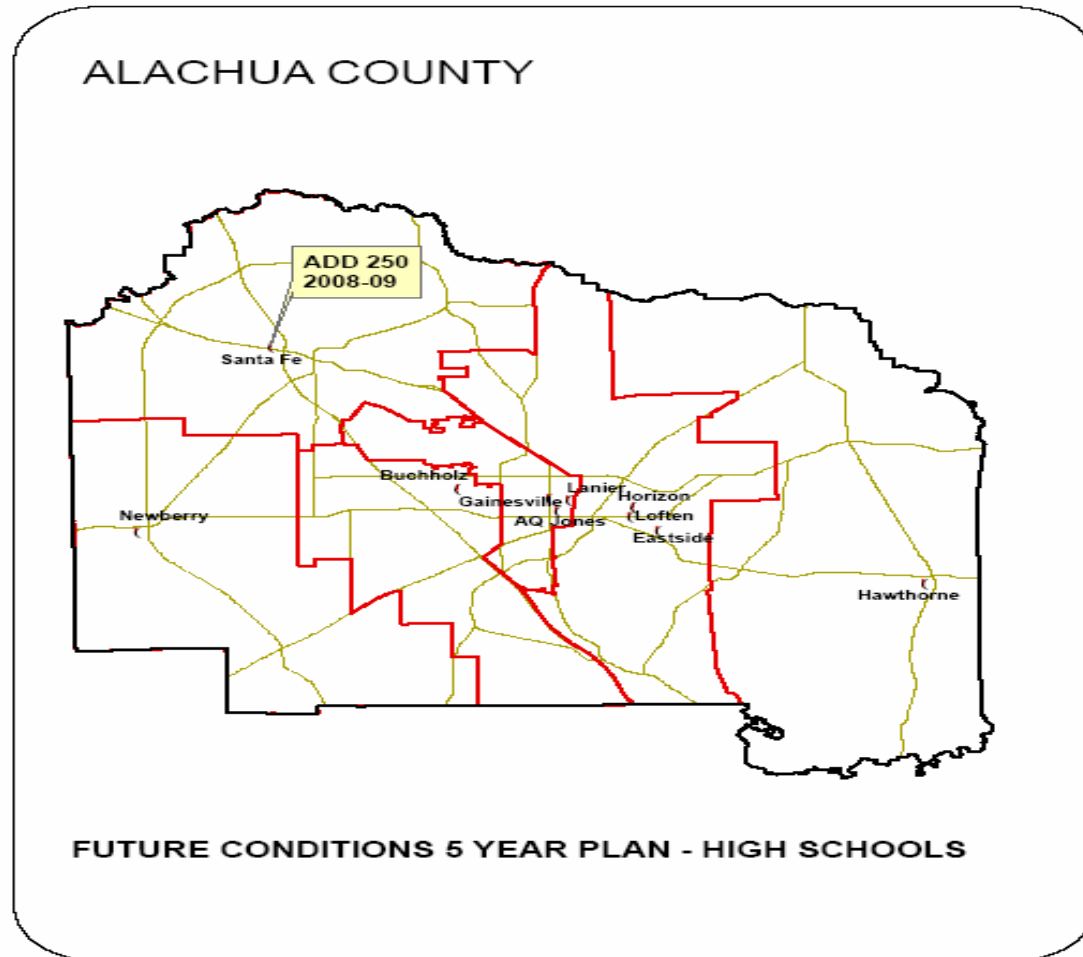 ALACHUA COUNTY
ADD 250
2008-09
Santa Fe
Buchholz
Lanier
Gainesville
Horizon
Newberry
AQ Jones
Loften
Eastside
Hawthorne
FUTURE CONDITIONS 5 YEAR PLAN - HIGH SCHOOLS